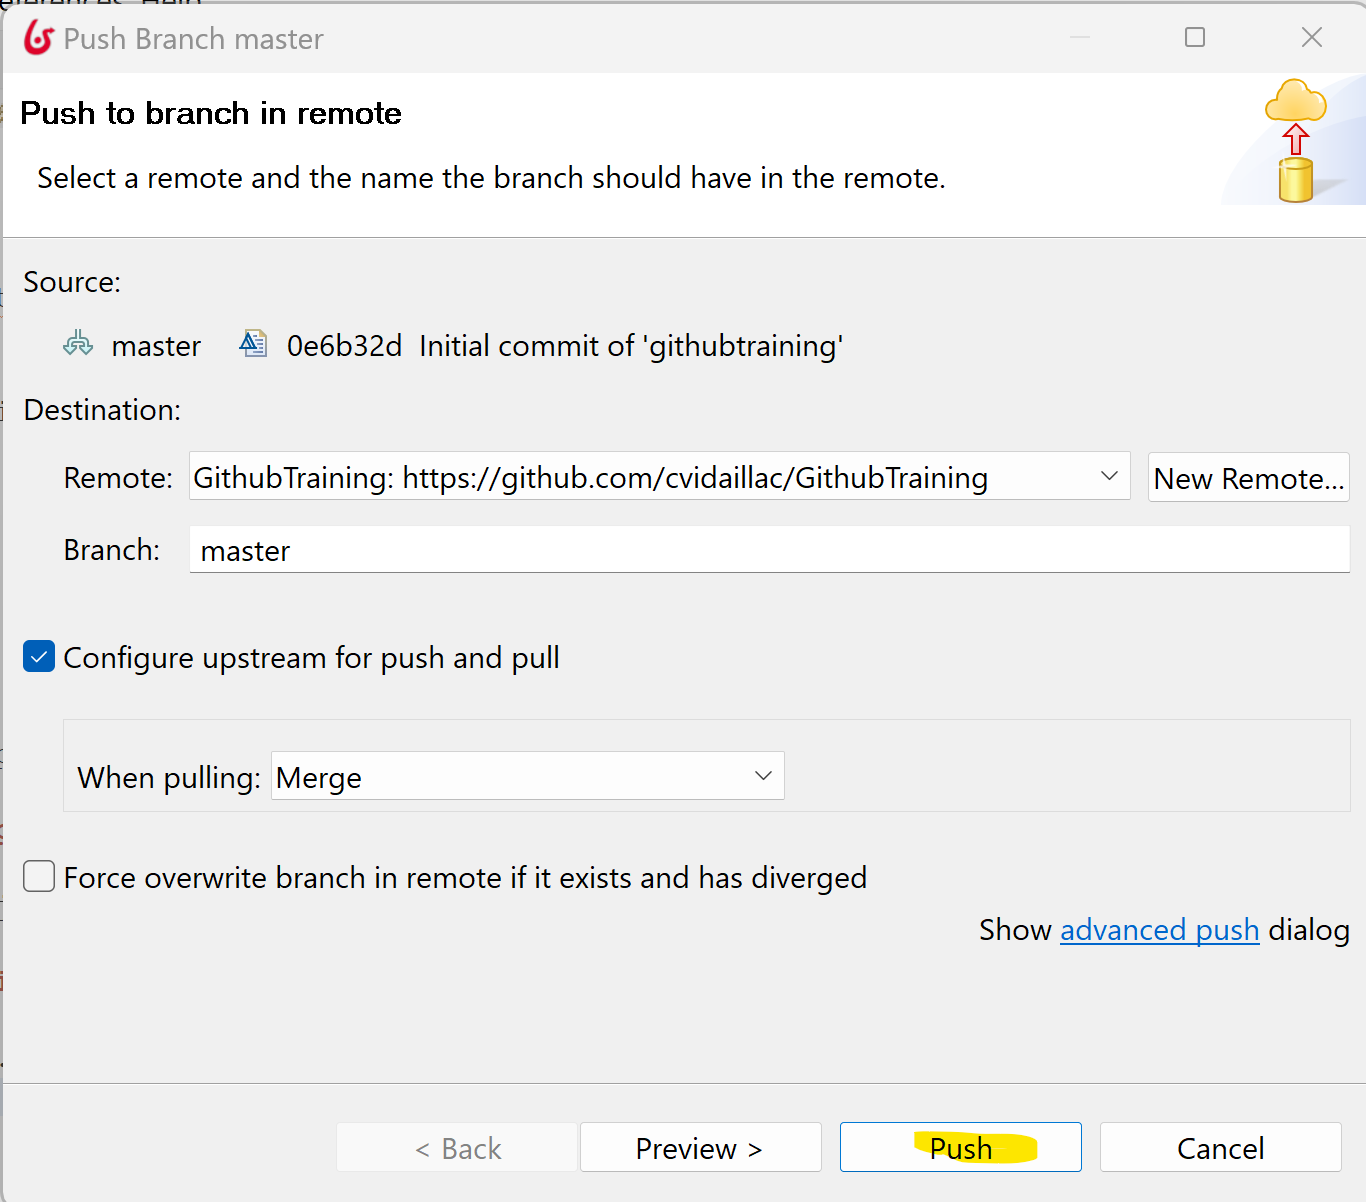 Push Branch master
Push to branch in remote
Select a remote and the name the branch should have in the remote.
Source:
master 0e6b32d Initial commit of 'githubtraining'
Destination:
Remote: GithubTraining: https://github.com/cvidaillac/GithubTraining New Remote...
Branch: master
Configure upstream for push and pull
When pulling: Merge
Force overwrite branch in remote if it exists and has diverged
Show advanced push dialog
< Back Preview > Push Cancel